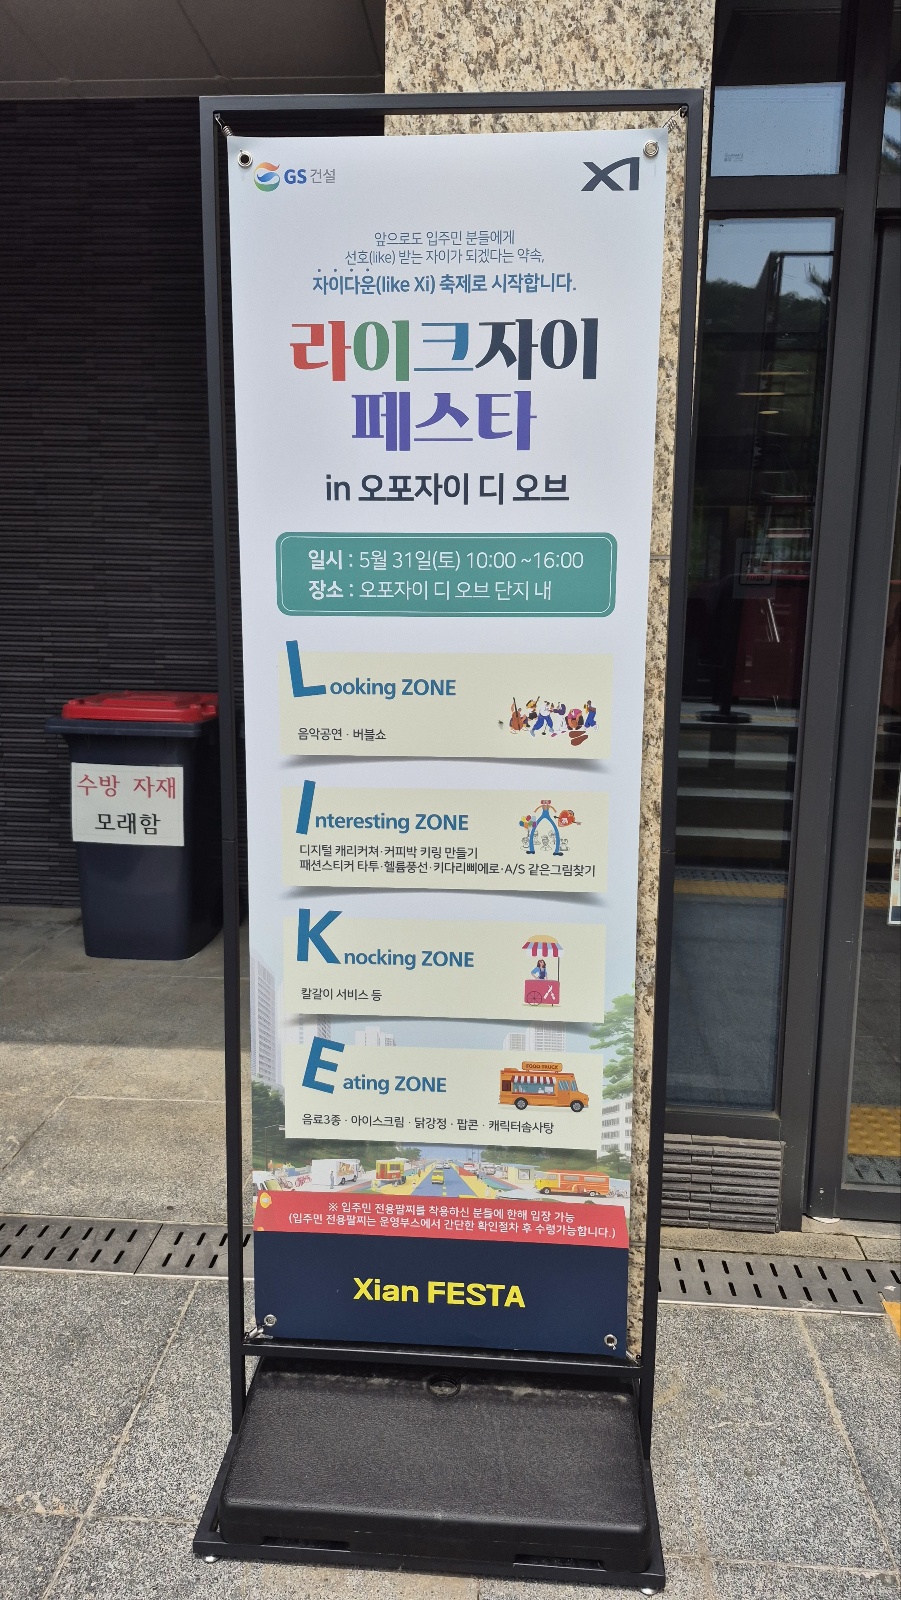 GS건설
XI
앞으로도 입주민 분들에게
선호(like) 받는 자이가 되겠다는 약속,
자이다운(like Xi) 축제로 시작합니다.
라이크자이
페스타
in 오포자이 디 오브
일시 : 5월 31일(토) 10:00 ~16:00
장소 : 오포자이 디 오브 단지 내
Looking ZONE
음악공연 · 버블쇼
Interesting ZONE
디지털 캐리커쳐·커피박 키링 만들기
패션스티커 타투·헬륨풍선·키다리삐에로·A/S 같은그림찾기
Knocking ZONE
칼갈이 서비스 등
FOOD TRUCK
Eating ZONE
음료3종 · 아이스크림 · 닭강정 · 팝콘 · 캐릭터솜사탕
※ 입주민 전용팔찌를 착용하신 분들에 한해 입장 가능
(입주민 전용팔찌는 운영부스에서 간단한 확인절차 후 수령가능합니다.)
Xian FESTA
수방 자재
모래함